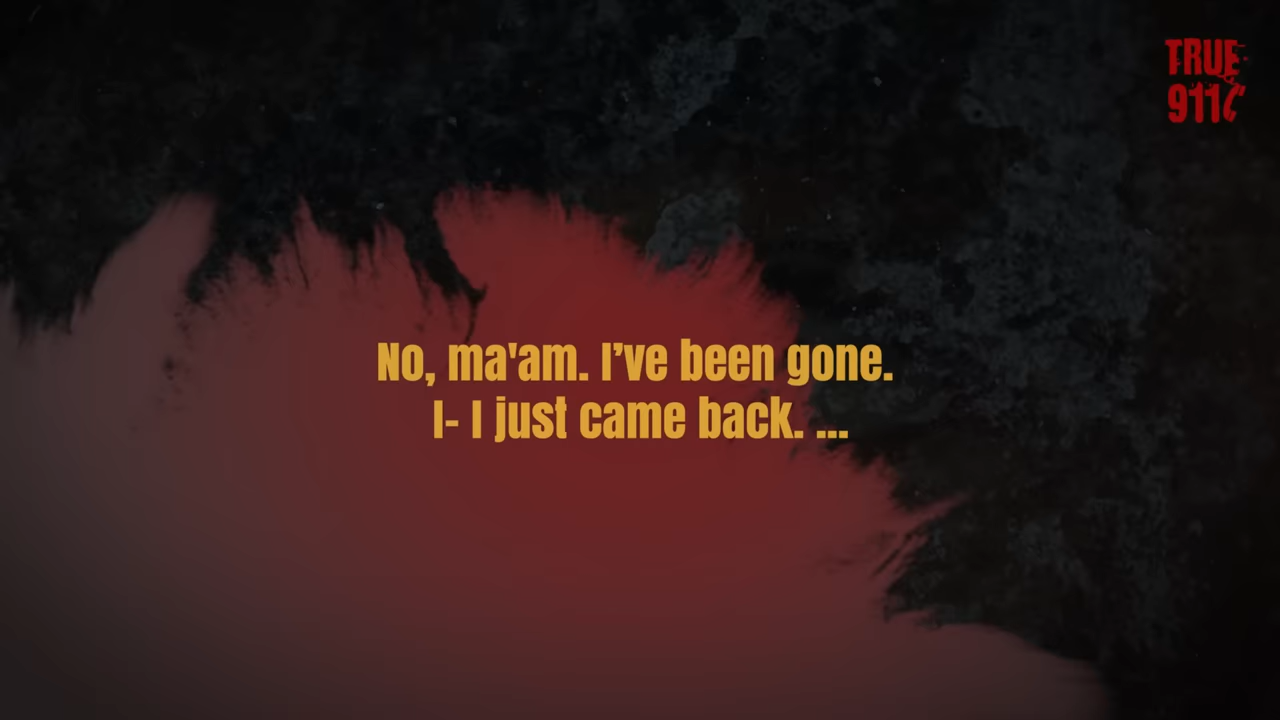 TRUE
911
No, ma'am. I’ve been gone.
I- I just came back. ...